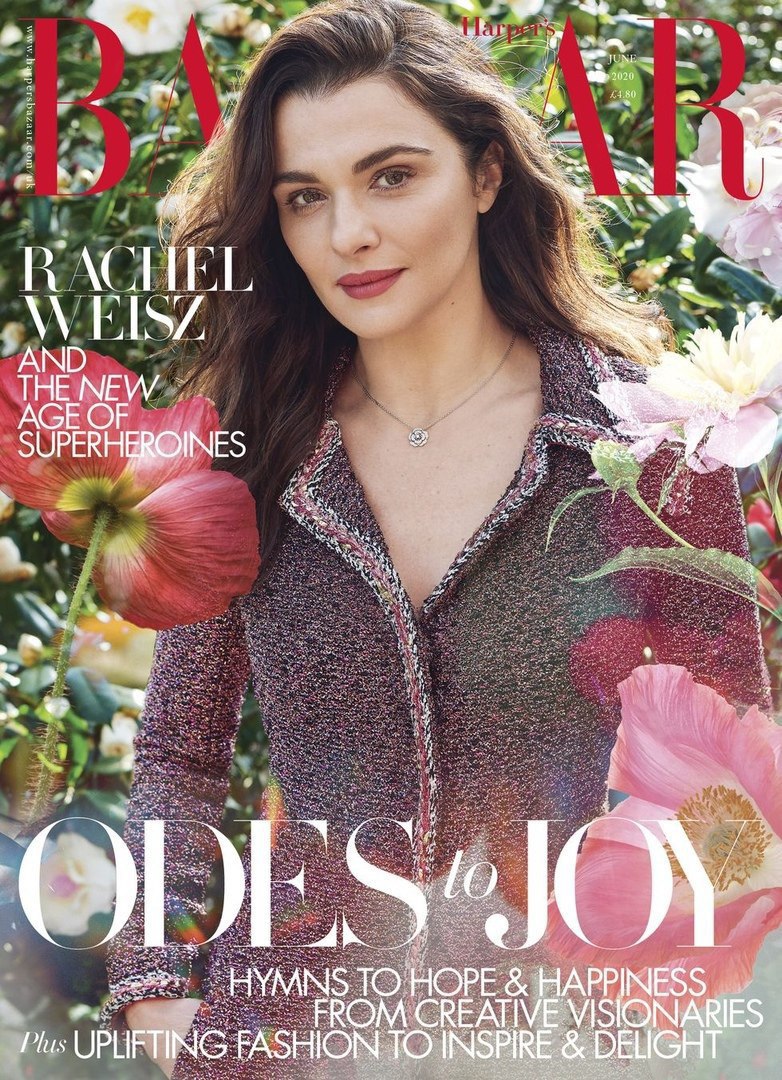 www.harpersbazaar.com/uk
Harper's
BAZAAR
JUNE
2020
£4.80
RACHEL
WEISZ
AND
THE NEW
AGE OF
SUPERHEROINES
ODES to JOY
HYMNS TO HOPE & HAPPINESS
FROM CREATIVE VISIONARIES
Plus UPLIFTING FASHION TO INSPIRE & DELIGHT